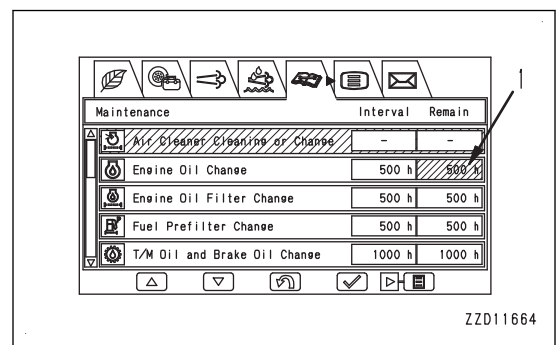 1
Maintenance Interval Remain
Air Cleaner Cleaning or Change - -
Engine Oil Change 500 h 500 h
Engine Oil Filter Change 500 h 500 h
Fuel Prefilter Change 500 h 500 h
T/M Oil and Brake Oil Change 1000 h 1000 h
ZZD11664